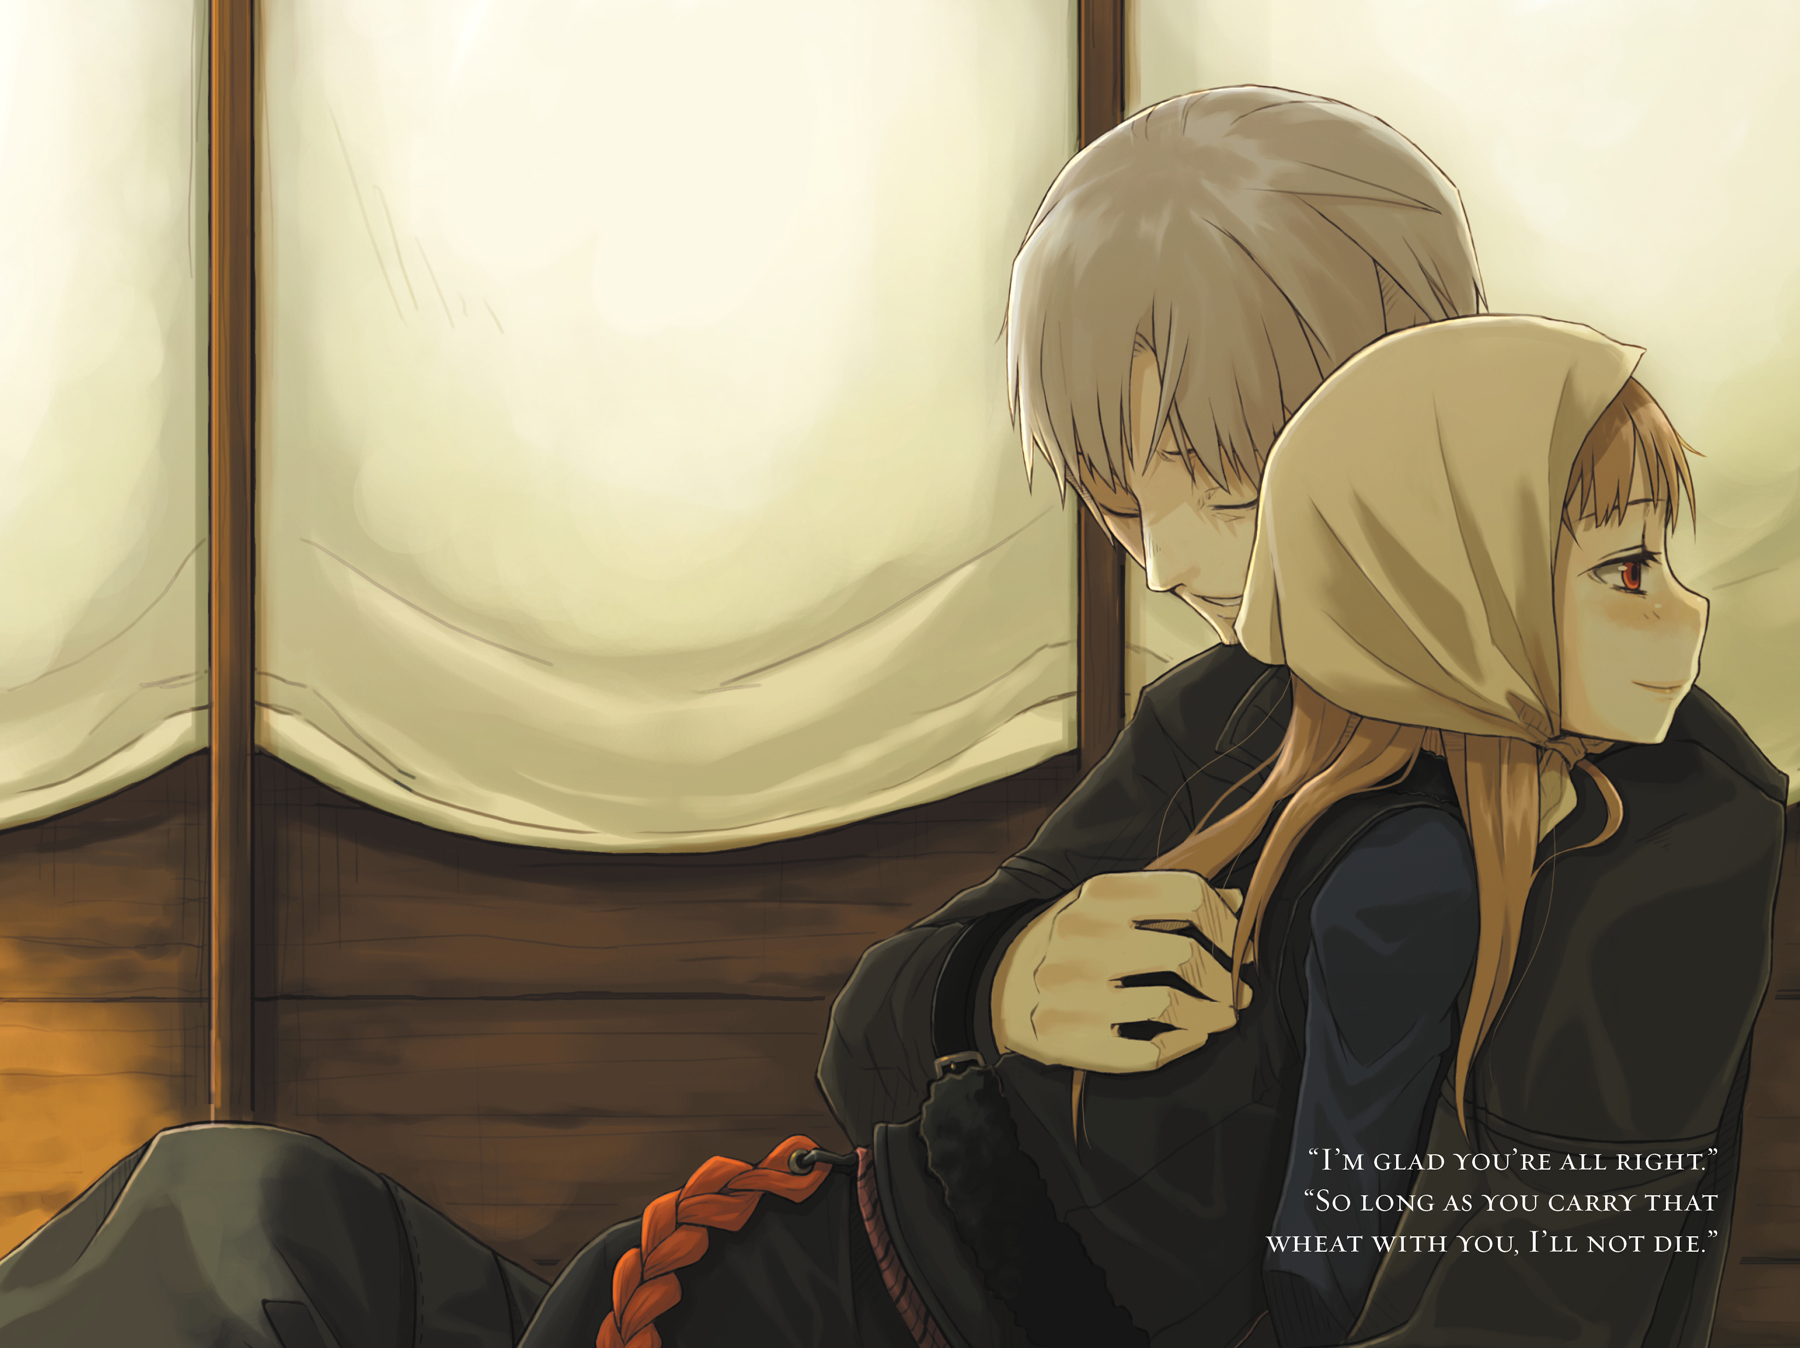 “I’m glad you’re all right.”
“So long as you carry that
wheat with you, I’ll not die.”